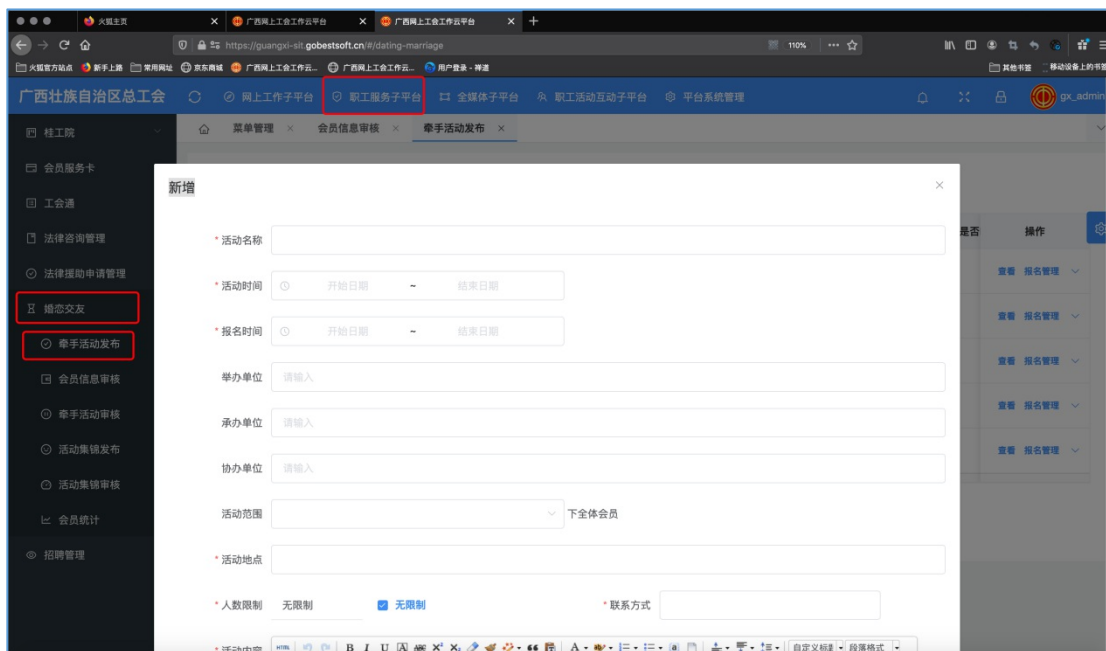 火狐主页 × 广西网上工会工作云平台 × 广西网上工会工作云平台 × +
https://guangxi-sit.gobestsoft.cn/#/dating-marriage 110%
火狐官方站点 新手上路 常用网址 京东商城 广西网上工会工作云... 广西网上工会工作云... 用户登录 - 禅道 其他书签 移动设备上的书签
广西壮族自治区总工会 网上工作子平台 职工服务子平台 全媒体子平台 职工活动互动子平台 平台系统管理 gx_admin
桂工院 菜单管理 × 会员信息审核 × 牵手活动发布 ×
会员服务卡
新增 ×
工会通
是否 操作
法律咨询管理
* 活动名称
法律援助申请管理
查看 报名管理
* 活动时间 开始日期 ~ 结束日期
婚恋交友
查看 报名管理
* 报名时间 开始日期 ~ 结束日期
牵手活动发布
查看 报名管理
会员信息审核
举办单位 请输入
查看 报名管理
牵手活动审核
承办单位 请输入
活动集锦发布
查看 报名管理
协办单位 请输入
活动集锦审核
活动范围 下全体会员
会员统计
招聘管理
* 活动地点
* 人数限制 无限制 无限制 * 联系方式
* 活动内容 HTML B I U A ABC X² X₂ A a 自定义标题 段落格式